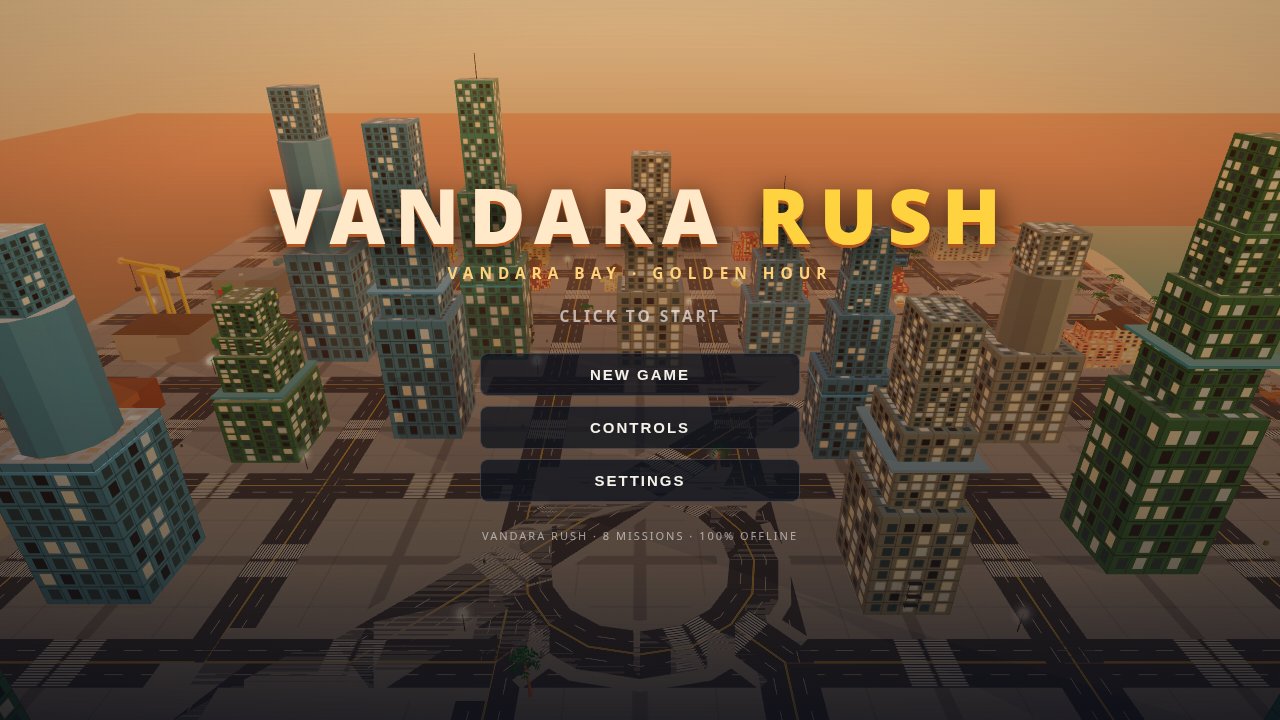 VANDARA RUSH
VANDARA BAY · GOLDEN HOUR
CLICK TO START
NEW GAME
CONTROLS
SETTINGS
VANDARA RUSH · 8 MISSIONS · 100% OFFLINE